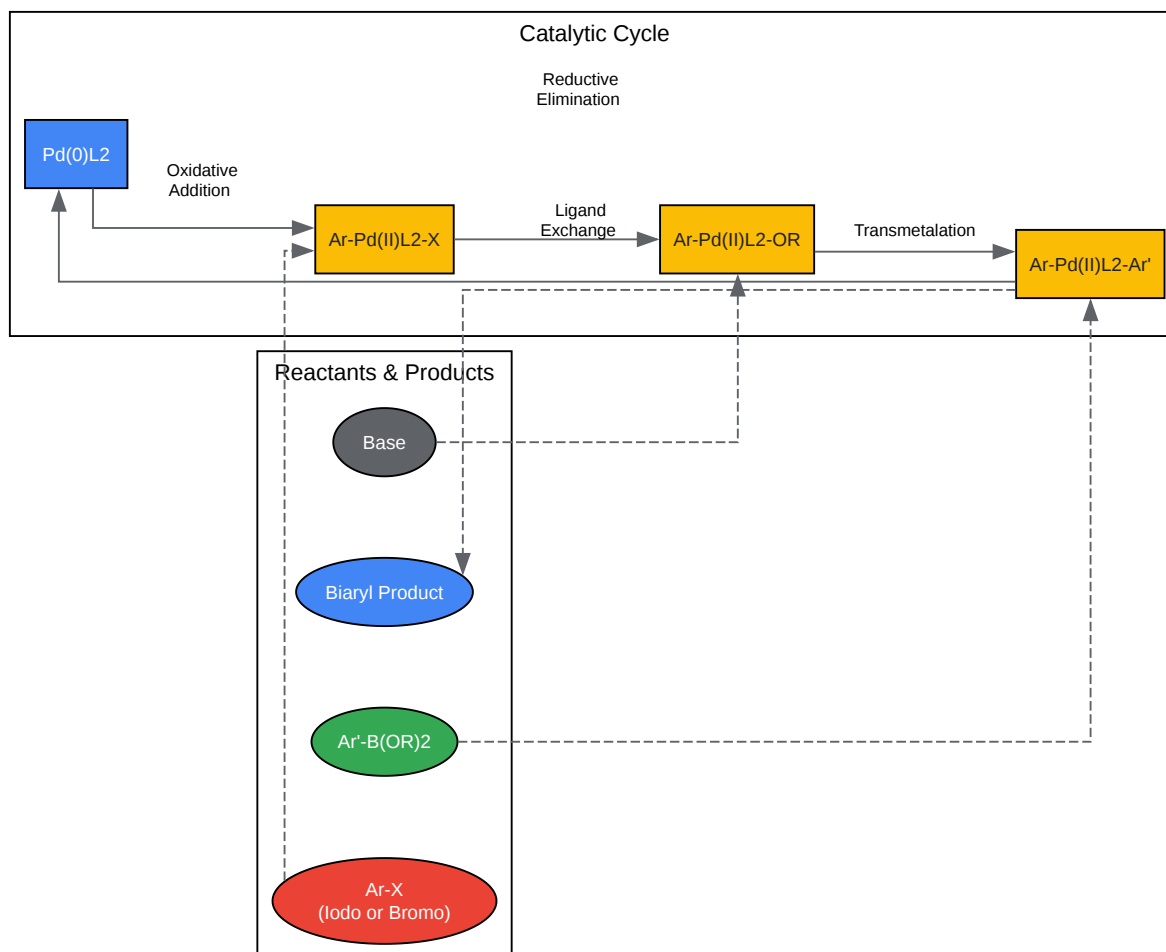 Catalytic Cycle
Reductive
Elimination
Pd(0)L2
Oxidative
Addition
Ar-Pd(II)L2-X
Ligand
Exchange
Ar-Pd(II)L2-OR
Transmetalation
Ar-Pd(II)L2-Ar'
Reactants & Products
Base
Biaryl Product
Ar'-B(OR)2
Ar-X
(Iodo or Bromo)